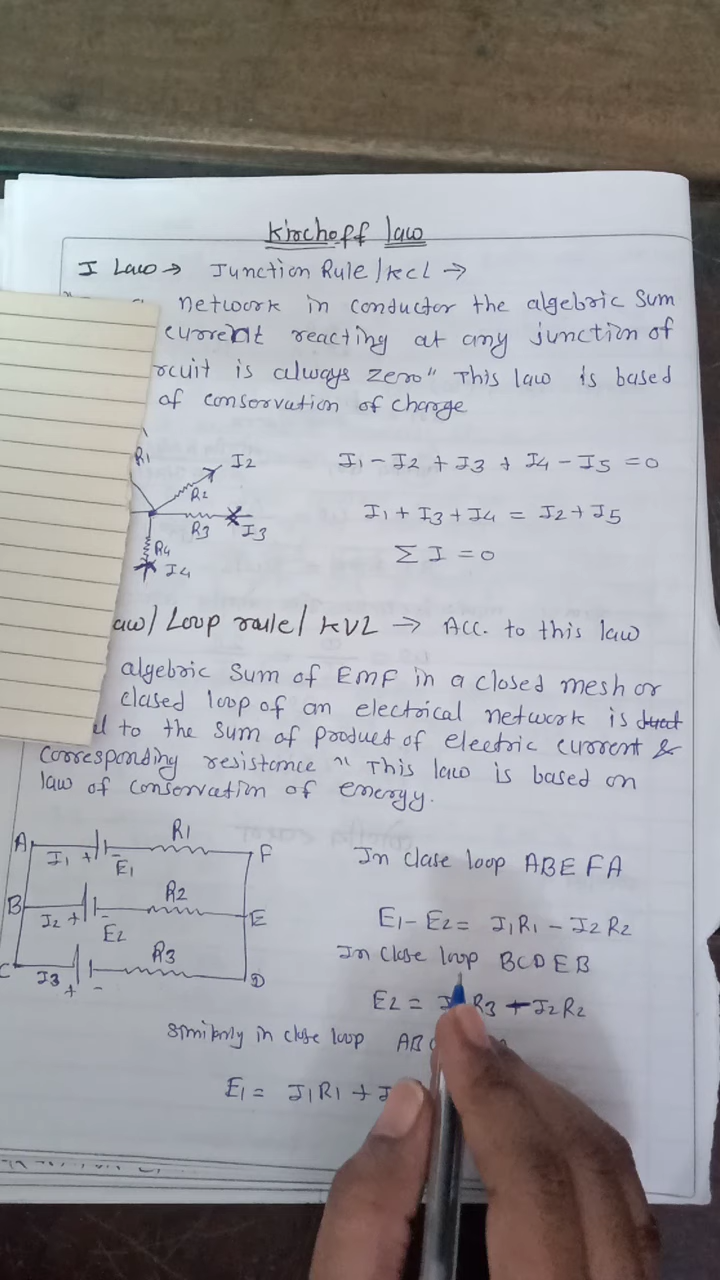 Kirchoff law
I Law → Junction Rule/KCL →
network in conductor the algebric sum
current reacting at any junction of
rcuit is always zero" This law is based
of conservation of charge
R1
I2
R2
R3
I3
R4
I4
I1 - I2 + I3 + I4 - I5 = 0
I1 + I3 + I4 = I2 + I5
Σ I = 0
aw/ Loop rule/ KVL → Acc. to this law
algebric sum of EMF in a closed mesh or
closed loop of an electrical network is
l to the sum of product of electric current &
corresponding resistance " This law is based on
law of conservation of energy.
A I1 + - E1 R1 F
B I2 + - E2 R2 E
C I3 + - R3 D
In close loop ABEFA
E1 - E2 = I1R1 - I2R2
In close loop BCDEB
E2 = R3 + I2R2
Similarly in close loop AB
E1 = I1R1 +